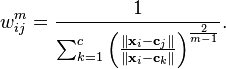 w_{ij}^{m} = \frac{1}{\sum_{k=1}^{c} \left( \frac{\|\mathbf{x}_i - \mathbf{c}_j\|}{\|\mathbf{x}_i - \mathbf{c}_k\|} \right)^{\frac{2}{m-1}}}.